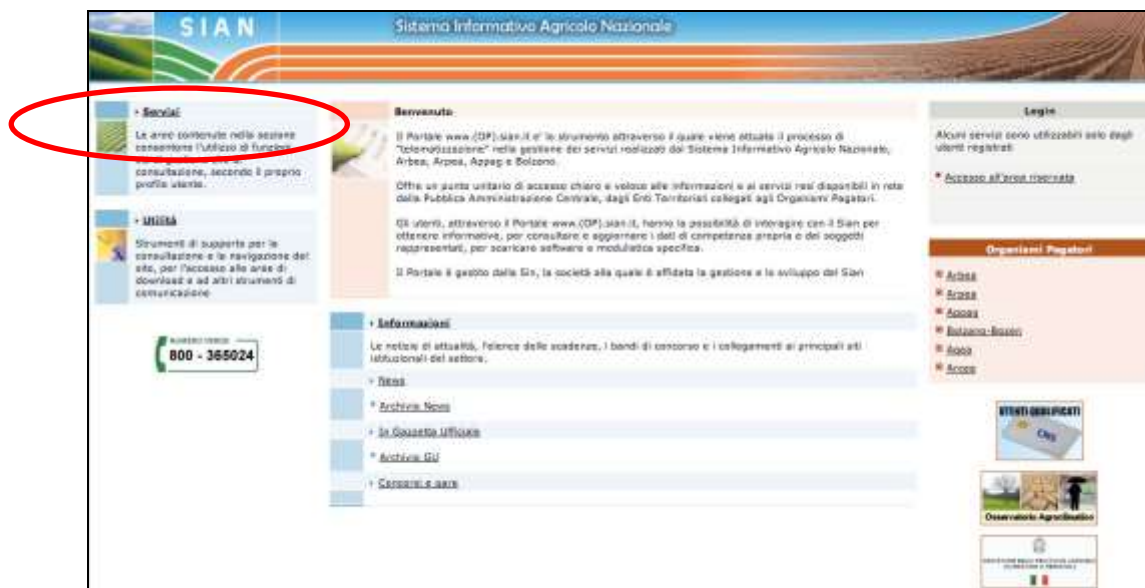 SIAN
Sistema Informativo Agricolo Nazionale
Servizi
Le aree contenute nella sezione
consentono l'utilizzo di funzioni
consultazione, secondo il proprio
profilo utente.
Utilità
Strumenti di supporto per la
consultazione e la navigazione del
sito, per l'accesso alle aree di
download e ad altri strumenti di
comunicazione
NUMERO VERDE
800 - 365024
Benvenuto
Il Portale www.(OP).sian.it e' lo strumento attraverso il quale viene attuato il processo di
"telematizzazione" nella gestione dei servizi realizzati dal Sistema Informativo Agricolo Nazionale,
Arbea, Arpea, Appag e Bolzano.
Offre un punto unitario di accesso chiaro e veloce alle informazioni e ai servizi resi disponibili in rete
dalla Pubblica Amministrazione Centrale, dagli Enti Territoriali collegati agli Organismi Pagatori.
Gli utenti, attraverso il Portale www.(OP).sian.it, hanno la possibilità di interagire con il Sian per
ottenere informative, per consultare e aggiornare i dati di competenza propria e dei soggetti
rappresentati, per scaricare software e modulistica specifica.
Il Portale è gestito dalla Sin, la società alla quale è affidata la gestione e lo sviluppo del Sian
Informazioni
Le notizie di attualità, l'elenco delle scadenze, i bandi di concorso e i collegamenti ai principali siti
istituzionali del settore.
News
Archivio News
In Gazzetta Ufficiale
Archivio GU
Concorsi e gare
Login
Alcuni servizi sono utilizzabili solo dagli
utenti registrati
Accesso all'area riservata
Organismi Pagatori
Arbea
Arpea
Appag
Bolzano-Bozen
Agea
Arcea
UTENTI QUALIFICATI
CNS
Osservatorio Agroclimatico